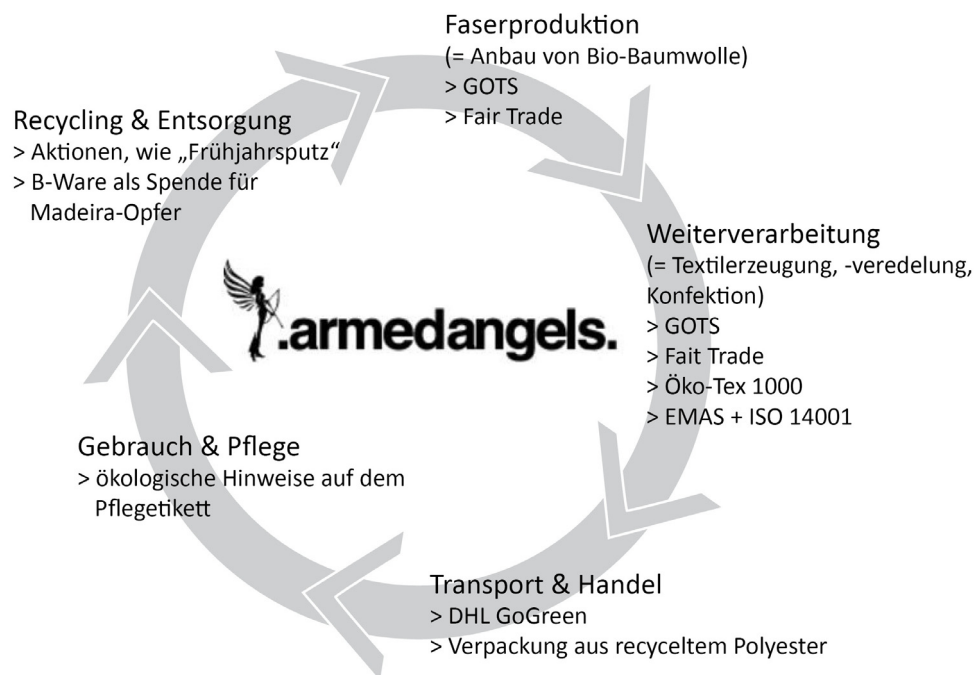 Faserproduktion
(= Anbau von Bio-Baumwolle)
> GOTS
> Fair Trade
Weiterverarbeitung
(= Textilerzeugung, -veredelung,
Konfektion)
> GOTS
> Fait Trade
> Öko-Tex 1000
> EMAS + ISO 14001
Transport & Handel
> DHL GoGreen
> Verpackung aus recyceltem Polyester
Gebrauch & Pflege
> ökologische Hinweise auf dem
Pflegetikett
Recycling & Entsorgung
> Aktionen, wie „Frühjahrsputz“
> B-Ware als Spende für
Madeira-Opfer
.armedangels.